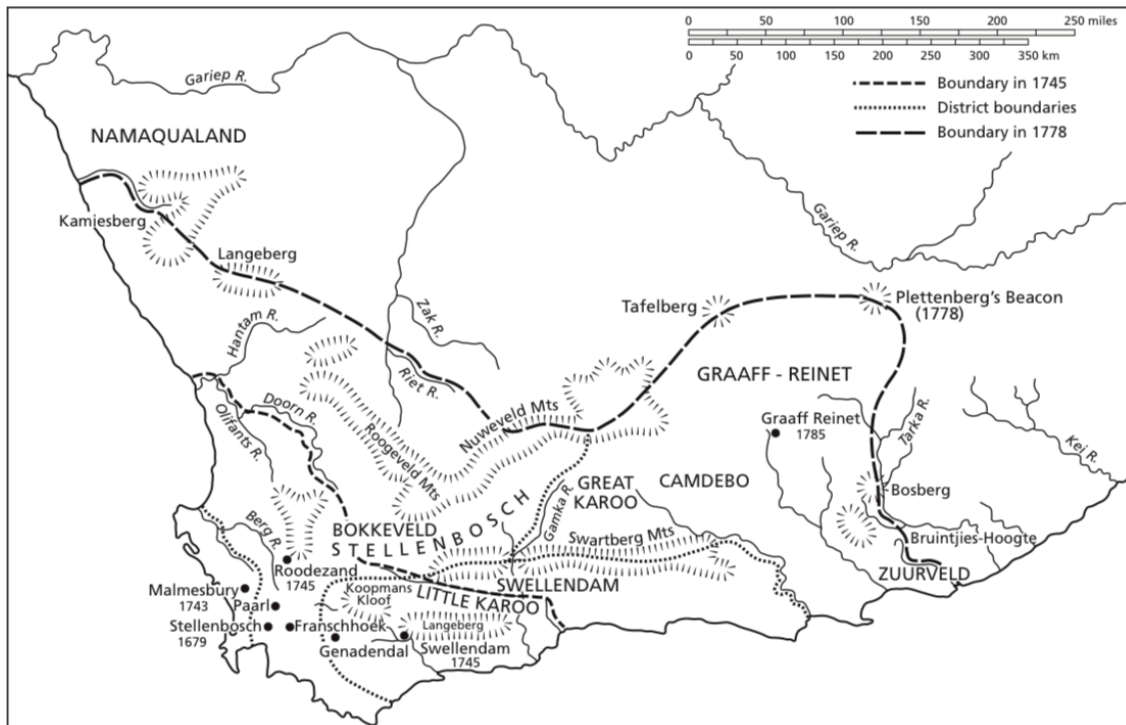 0 50 100 150 200 250 miles
0 50 100 150 200 250 300 350 km
Boundary in 1745
District boundaries
Boundary in 1778
Gariep R.
NAMAQUALAND
Kamiesberg
Langeberg
Gariep R.
Zak R.
Tafelberg
Plettenberg's Beacon
(1778)
Hantam R.
Riet R.
GRAAFF - REINET
Olifants R.
Doorn R.
Nuweveld Mts
Graaff Reinet
1785
Tarka R.
Kei R.
Roogeveld Mts
GREAT
KAROO
CAMDEBO
Bosberg
Gamka R.
Berg R.
BOKKEVELD
STELLENBOSCH
Swartberg Mts
Bruintjies-Hoogte
Roodezand
1745
ZUURVELD
Malmesbury
1743
Koopmans
Kloof
SWELLENDAM
LITTLE KAROO
Paarl
Stellenbosch
1679
Franschhoek
Langeberg
Genadendal
Swellendam
1745